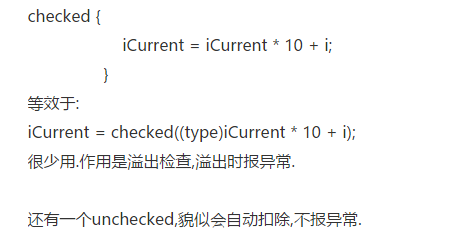 checked {
iCurrent = iCurrent * 10 + i;
}
等效于:
iCurrent = checked((type)iCurrent * 10 + i);
很少用.作用是溢出检查,溢出时报异常.
还有一个unchecked,貌似会自动扣除,不报异常.